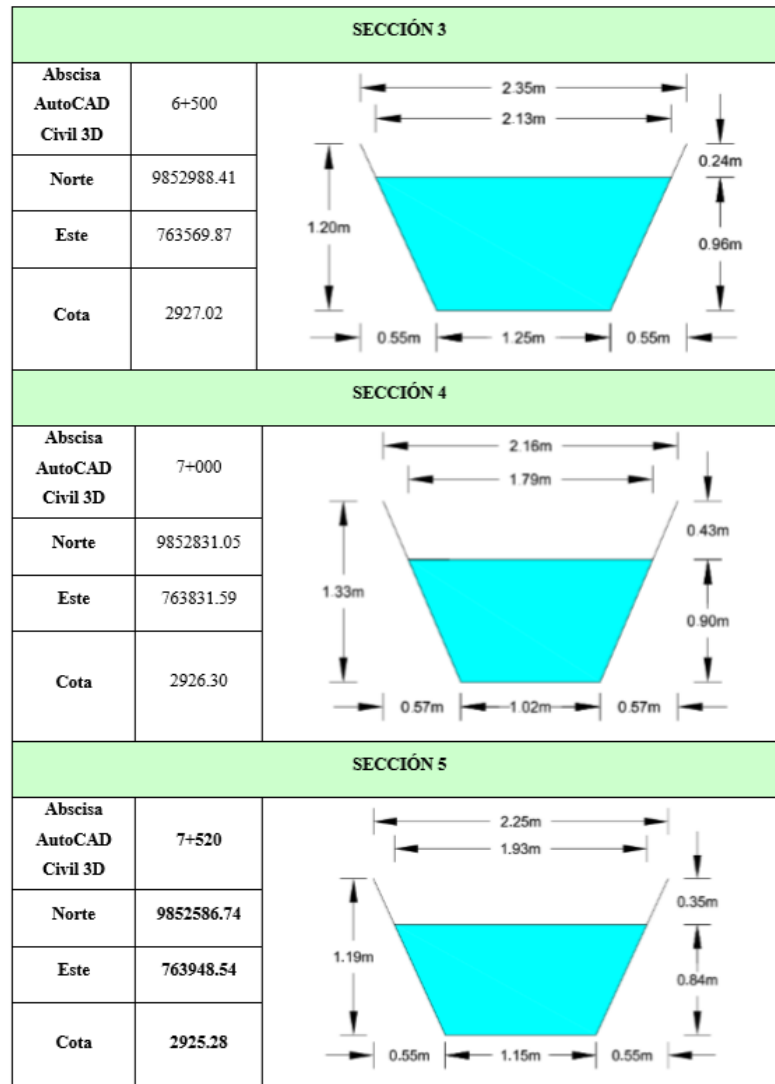 SECCIÓN 3
Abscisa
AutoCAD
Civil 3D
6+500
Norte
9852988.41
Este
763569.87
Cota
2927.02
2.35m
2.13m
0.24m
1.20m
0.96m
0.55m
1.25m
0.55m
SECCIÓN 4
Abscisa
AutoCAD
Civil 3D
7+000
Norte
9852831.05
Este
763831.59
Cota
2926.30
2.16m
1.79m
0.43m
1.33m
0.90m
0.57m
1.02m
0.57m
SECCIÓN 5
Abscisa
AutoCAD
Civil 3D
7+520
Norte
9852586.74
Este
763948.54
Cota
2925.28
2.25m
1.93m
0.35m
1.19m
0.84m
0.55m
1.15m
0.55m